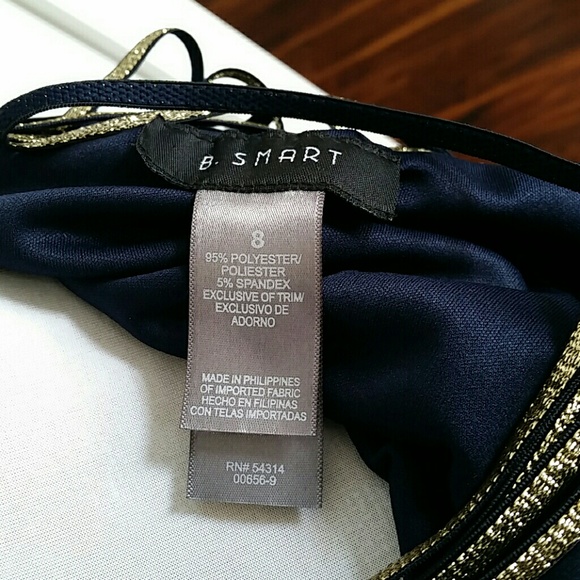 B. SMART
8
95% POLYESTER/
POLIESTER
5% SPANDEX
EXCLUSIVE OF TRIM/
EXCLUSIVO DE
ADORNO
MADE IN PHILIPPINES
OF IMPORTED FABRIC
HECHO EN FILIPINAS
CON TELAS IMPORTADAS
RN# 54314
00656-9